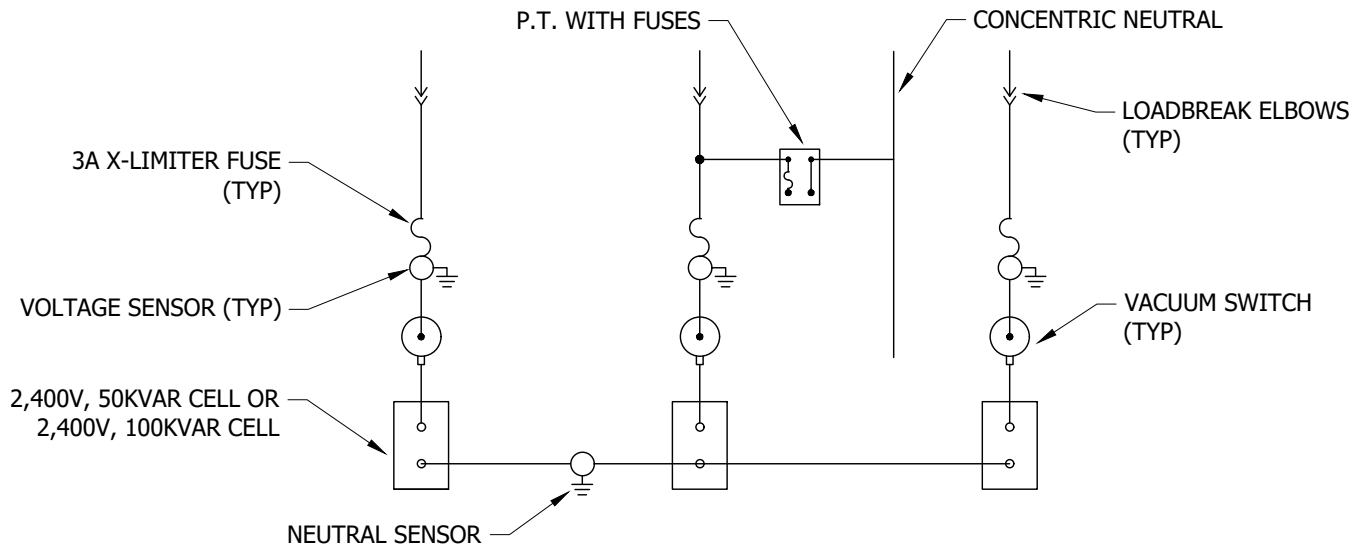 P.T. WITH FUSES
CONCENTRIC NEUTRAL
LOADBREAK ELBOWS
(TYP)
3A X-LIMITER FUSE
(TYP)
VOLTAGE SENSOR (TYP)
VACUUM SWITCH
(TYP)
2,400V, 50KVAR CELL OR
2,400V, 100KVAR CELL
NEUTRAL SENSOR